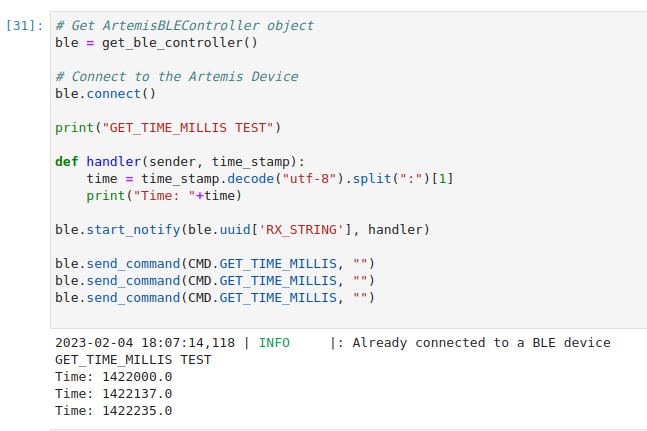 [31]: # Get ArtemisBLEController object
ble = get_ble_controller()
# Connect to the Artemis Device
ble.connect()
print("GET_TIME_MILLIS TEST")
def handler(sender, time_stamp):
    time = time_stamp.decode("utf-8").split(":")[1]
    print("Time: "+time)
ble.start_notify(ble.uuid['RX_STRING'], handler)
ble.send_command(CMD.GET_TIME_MILLIS, "")
ble.send_command(CMD.GET_TIME_MILLIS, "")
ble.send_command(CMD.GET_TIME_MILLIS, "")
2023-02-04 18:07:14,118 | INFO     |: Already connected to a BLE device
GET_TIME_MILLIS TEST
Time: 1422000.0
Time: 1422137.0
Time: 1422235.0